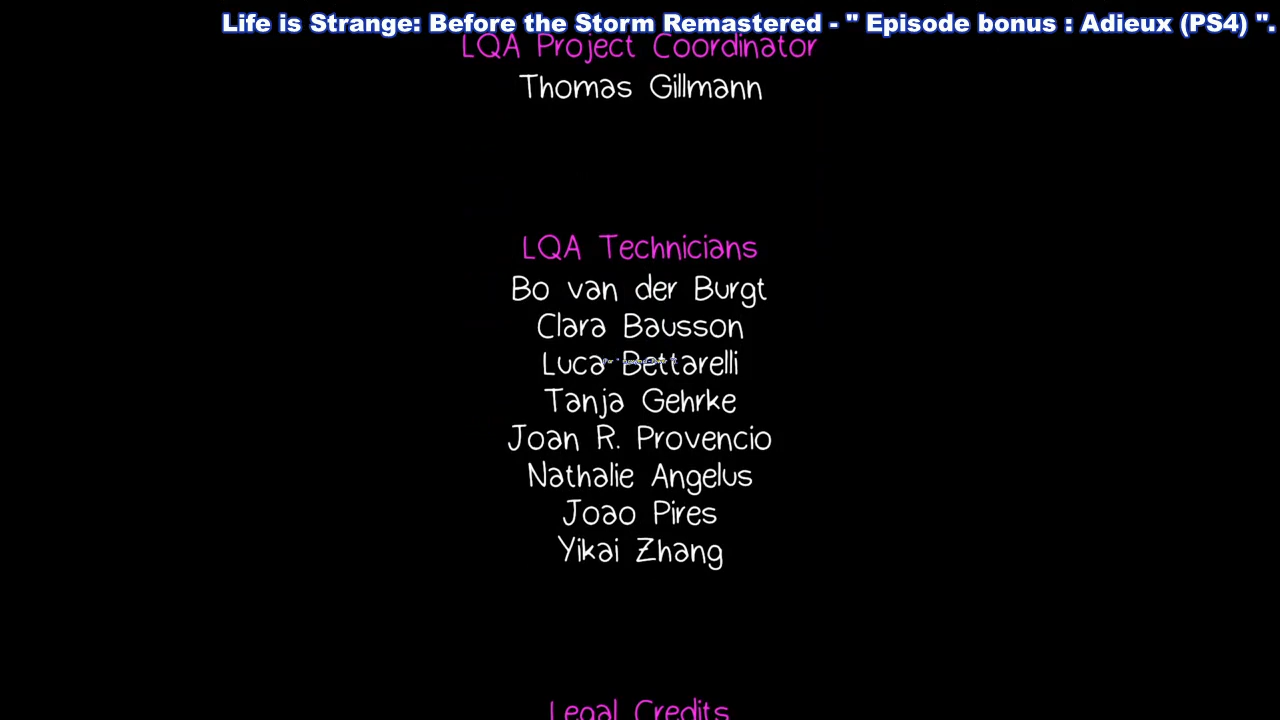 Life is Strange: Before the Storm Remastered - " Episode bonus : Adieux (PS4) ".
LQA Project Coordinator
Thomas Gillmann
LQA Technicians
Bo van der Burgt
Clara Bausson
Luca Bettarelli
Tanja Gehrke
Joan R. Provencio
Nathalie Angelus
Joao Pires
Yikai Zhang
Legal Credits